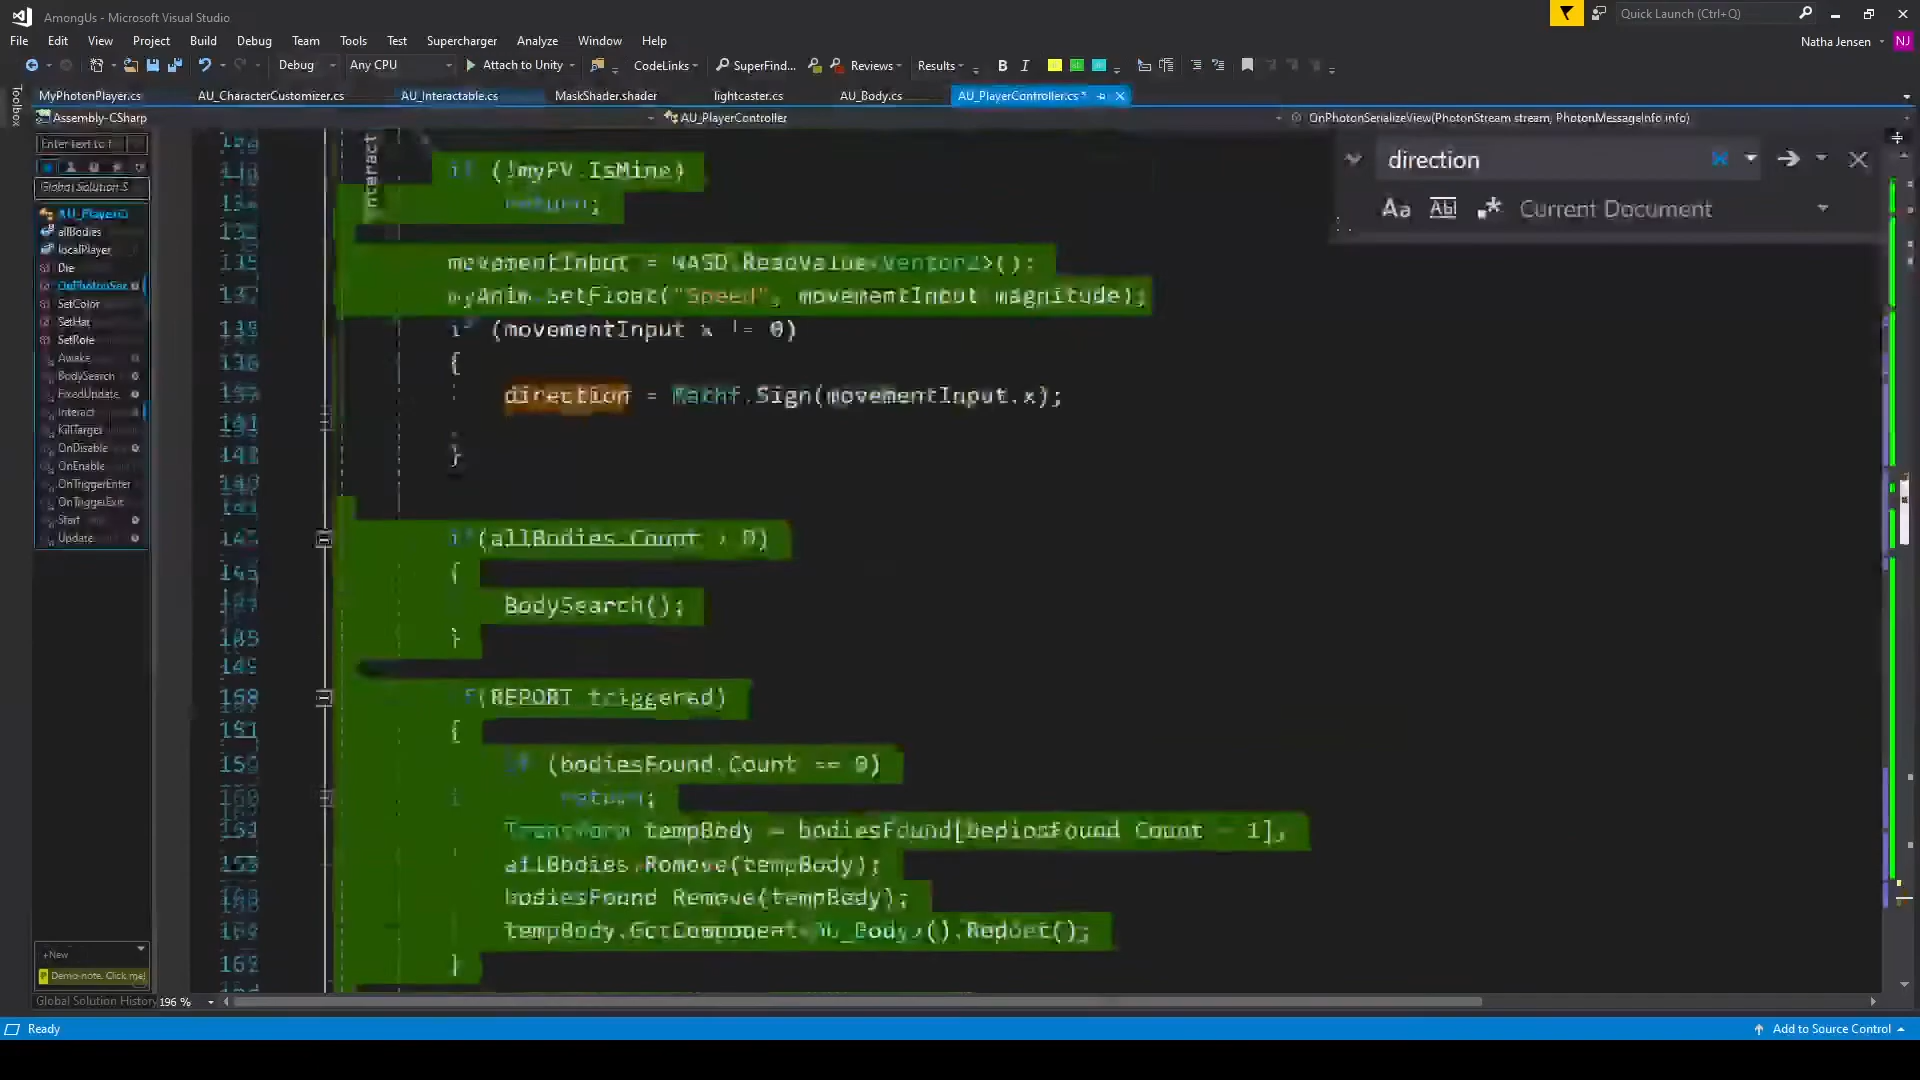 AmongUs - Microsoft Visual Studio
Quick Launch (Ctrl+Q)
File Edit View Project Build Debug Team Tools Test Supercharger Analyze Window Help
Natha Jensen NJ
Debug Any CPU Attach to Unity CodeLinks SuperFind... Reviews Results B I
MyPhotonPlayer.cs AU_CharacterCustomizer.cs AU_Interactable.cs MaskShader.shader lightcaster.cs AU_Body.cs AU_PlayerController.cs*
Toolbox
Assembly-CSharp AU_PlayerController OnPhotonSerializeView(PhotonStream stream, PhotonMessageInfo info)
Enter text to f
Global Solution S
AU_PlayerC
allBodies
localPlayer
Die
OnPhotonSer
SetColor
SetHat
SetRole
Awake
BodySearch
FixedUpdate
Interact
KillTarget
OnDisable
OnEnable
OnTriggerEnter
OnTriggerExit
Start
Update
+New
Demo note. Click me!
Global Solution History
Interact
direction
Aa Abl .* Current Document
if (!myPV.IsMine)
return;
movementInput = WASD.ReadValue<Vector2>();
myAnim.SetFloat("Speed", movementInput.magnitude);
if (movementInput.x != 0)
{
direction = Mathf.Sign(movementInput.x);
}
if(allBodies.Count > 0)
{
BodySearch();
}
if(REPORT.triggered)
{
if (bodiesFound.Count == 0)
return;
Transform tempBody = bodiesFound[bodiesFound.Count - 1];
allBodies.Remove(tempBody);
bodiesFound.Remove(tempBody);
tempBody.GetComponent<AU_Body>().Report();
}
196 %
Ready
Add to Source Control